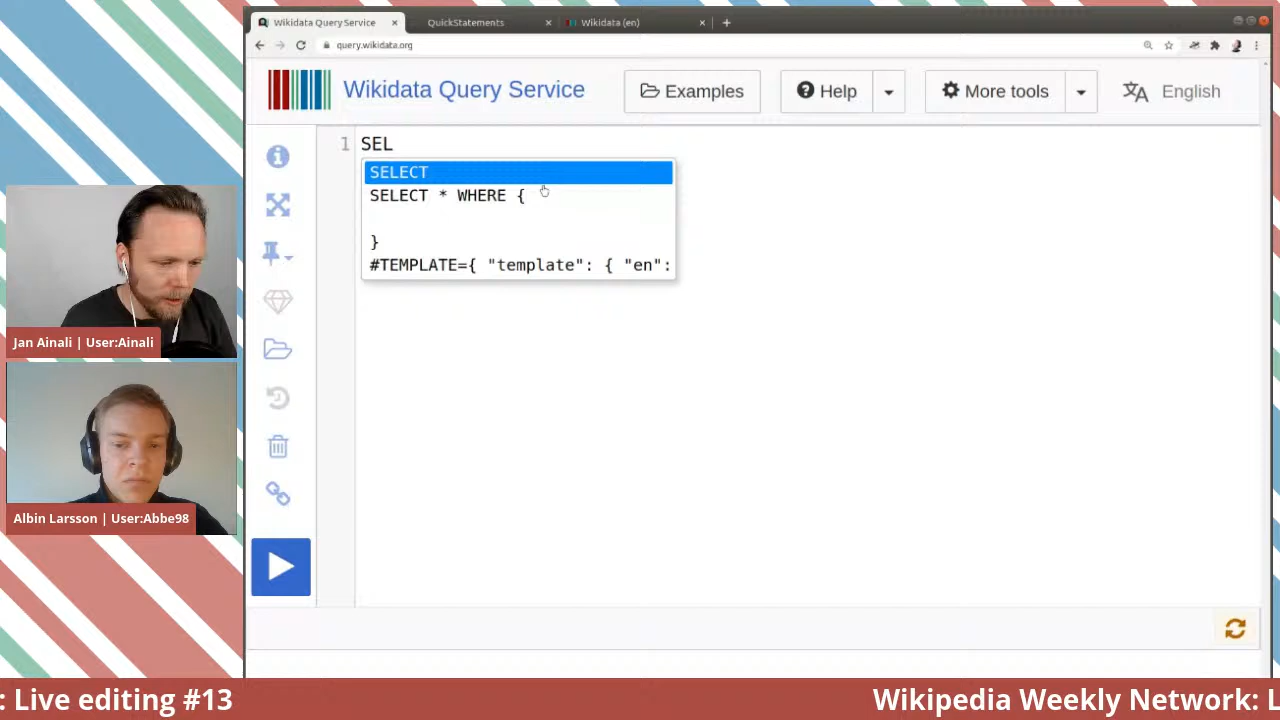 Wikidata Query Service
QuickStatements
Wikidata (en)
query.wikidata.org
Wikidata Query Service
Examples
Help
More tools
English
1 SEL
SELECT
SELECT * WHERE {
}
#TEMPLATE={ "template": { "en":
Jan Ainali | User:Ainali
Albin Larsson | User:Abbe98
: Live editing #13
Wikipedia Weekly Network: L